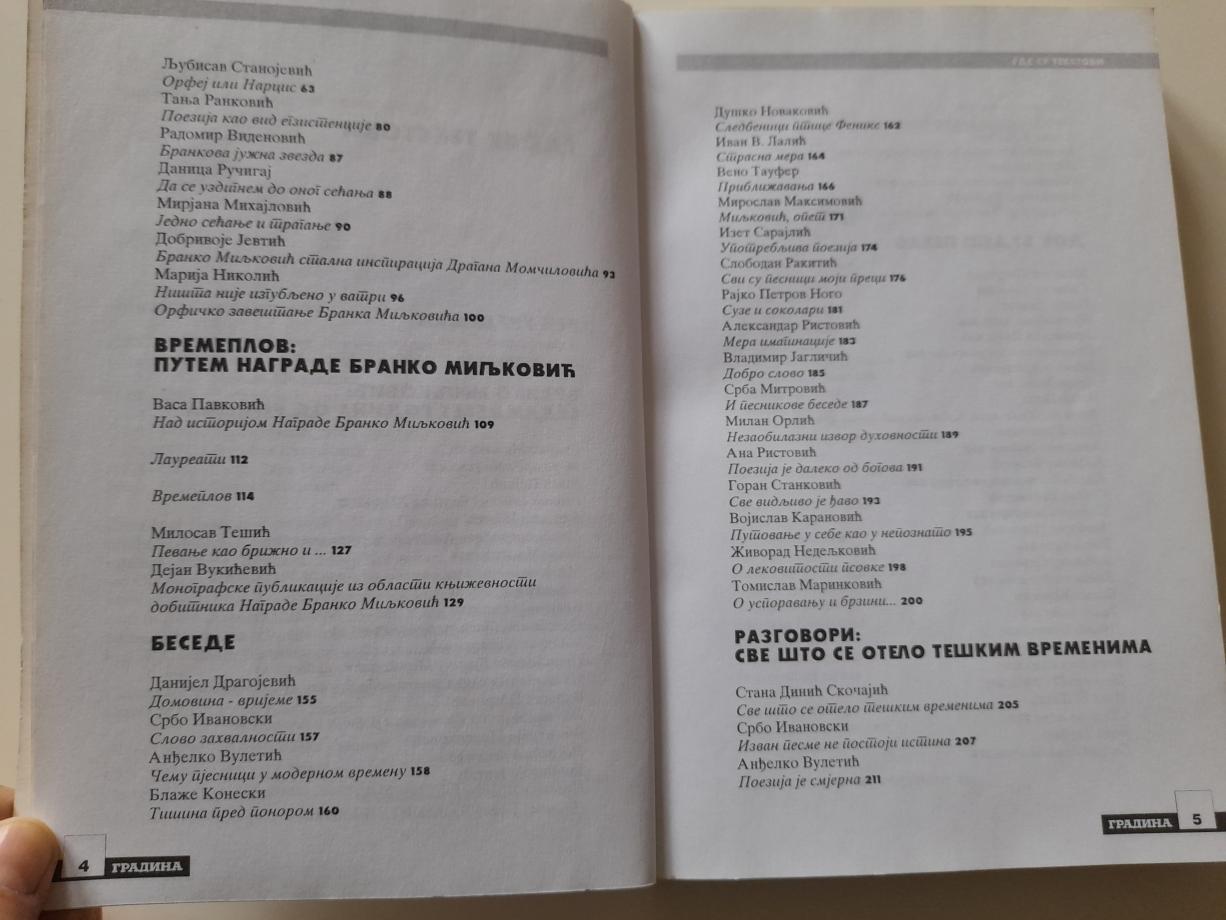 Љубисав Станојевић
Орфеј или Нарцис 63
Тања Ранковић
Поезија као вид егзистенције 80
Радомир Виденовић
Бранкова јужна звезда 87
Даница Ручигај
Да се уздигнем до оног сећања 88
Мирјана Михајловић
Једно сећање и трагање 90
Добривоје Јевтић
Бранко Миљковић стална инспирација Драгана Момчиловића 93
Марија Николић
Ништа није изгубљено у ватри 96
Орфичко завештање Бранка Миљковића 100
ВРЕМЕПЛОВ:
ПУТЕМ НАГРАДЕ БРАНКО МИЉКОВИЋ
Васа Павковић
Над историјом Награде Бранко Миљковић 109
Лауреати 112
Времеплов 114
Милосав Тешић
Певање као брижно и ... 127
Дејан Вукићевић
Монографске публикације из области књижевности
добитника Награде Бранко Миљковић 129
БЕСЕДЕ
Данијел Драгојевић
Домовина - вријеме 155
Србо Ивановски
Слово захвалности 157
Анђелко Вулетић
Чему пјесници у модерном времену 158
Блаже Конески
Тишина пред понором 160
4 ГРАДИНА
ГДЕ СУ ТЕКСТОВИ
Душко Новаковић
Следбеници птице Феникс 162
Иван В. Лалић
Страсна мера 164
Вено Тауфер
Приближавања 166
Мирослав Максимовић
Миљковић, опет 171
Изет Сарајлић
Употребљива поезија 174
Слободан Ракитић
Сви су песници моји преци 176
Рајко Петров Ного
Сузе и соколари 181
Александар Ристовић
Мера имагинације 183
Владимир Јагличић
Добро слово 185
Срба Митровић
И песникове беседе 187
Милан Орлић
Незаобилазни извор духовности 189
Ана Ристовић
Поезија је далеко од богова 191
Горан Станковић
Све видљиво је ђаво 193
Војислав Карановић
Путовање у себе као у непознато 195
Живорад Недељковић
О лековитости псовке 198
Томислав Маринковић
О успоравању и брзини... 200
РАЗГОВОРИ:
СВЕ ШТО СЕ ОТЕЛО ТЕШКИМ ВРЕМЕНИМА
Стана Динић Скочајић
Све што се отело тешким временима 205
Србо Ивановски
Изван песме не постоји истина 207
Анђелко Вулетић
Поезија је смјерна 211
ГРАДИНА 5